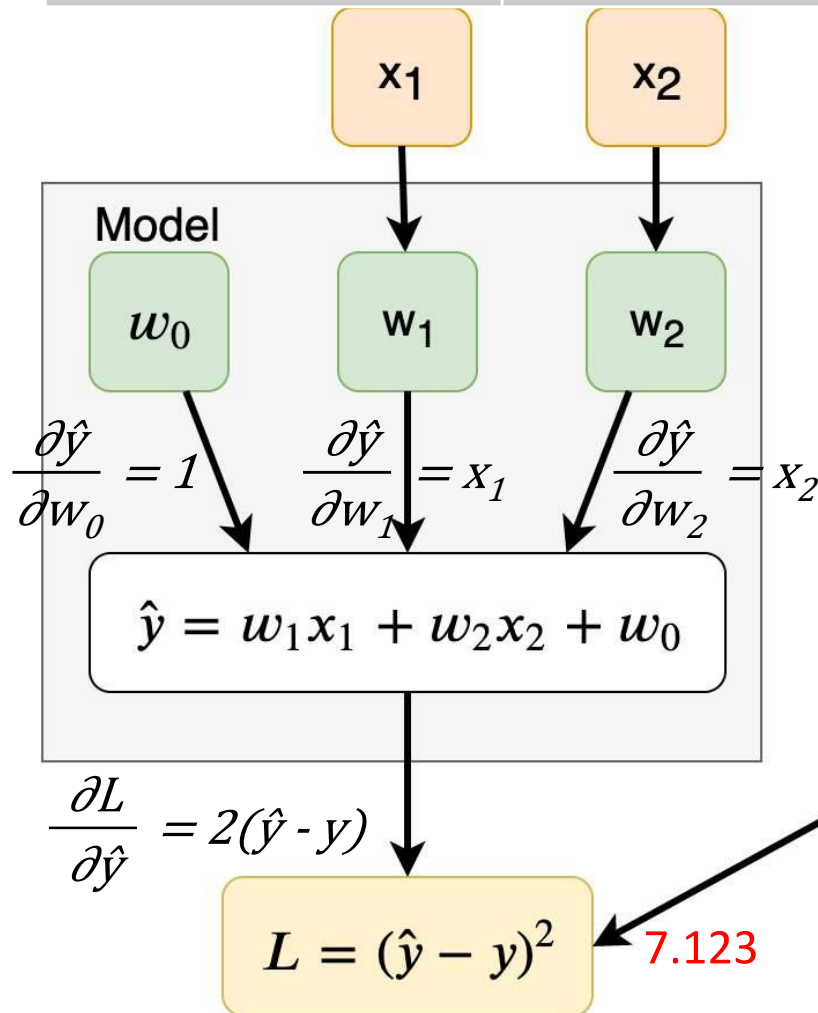 x₁
x₂
Model
w₀
w₁
w₂
∂ŷ/∂w₀ = 1
∂ŷ/∂w₁ = x₁
∂ŷ/∂w₂ = x₂
ŷ = w₁x₁ + w₂x₂ + w₀
∂L/∂ŷ = 2(ŷ - y)
L = (ŷ − y)²
7.123